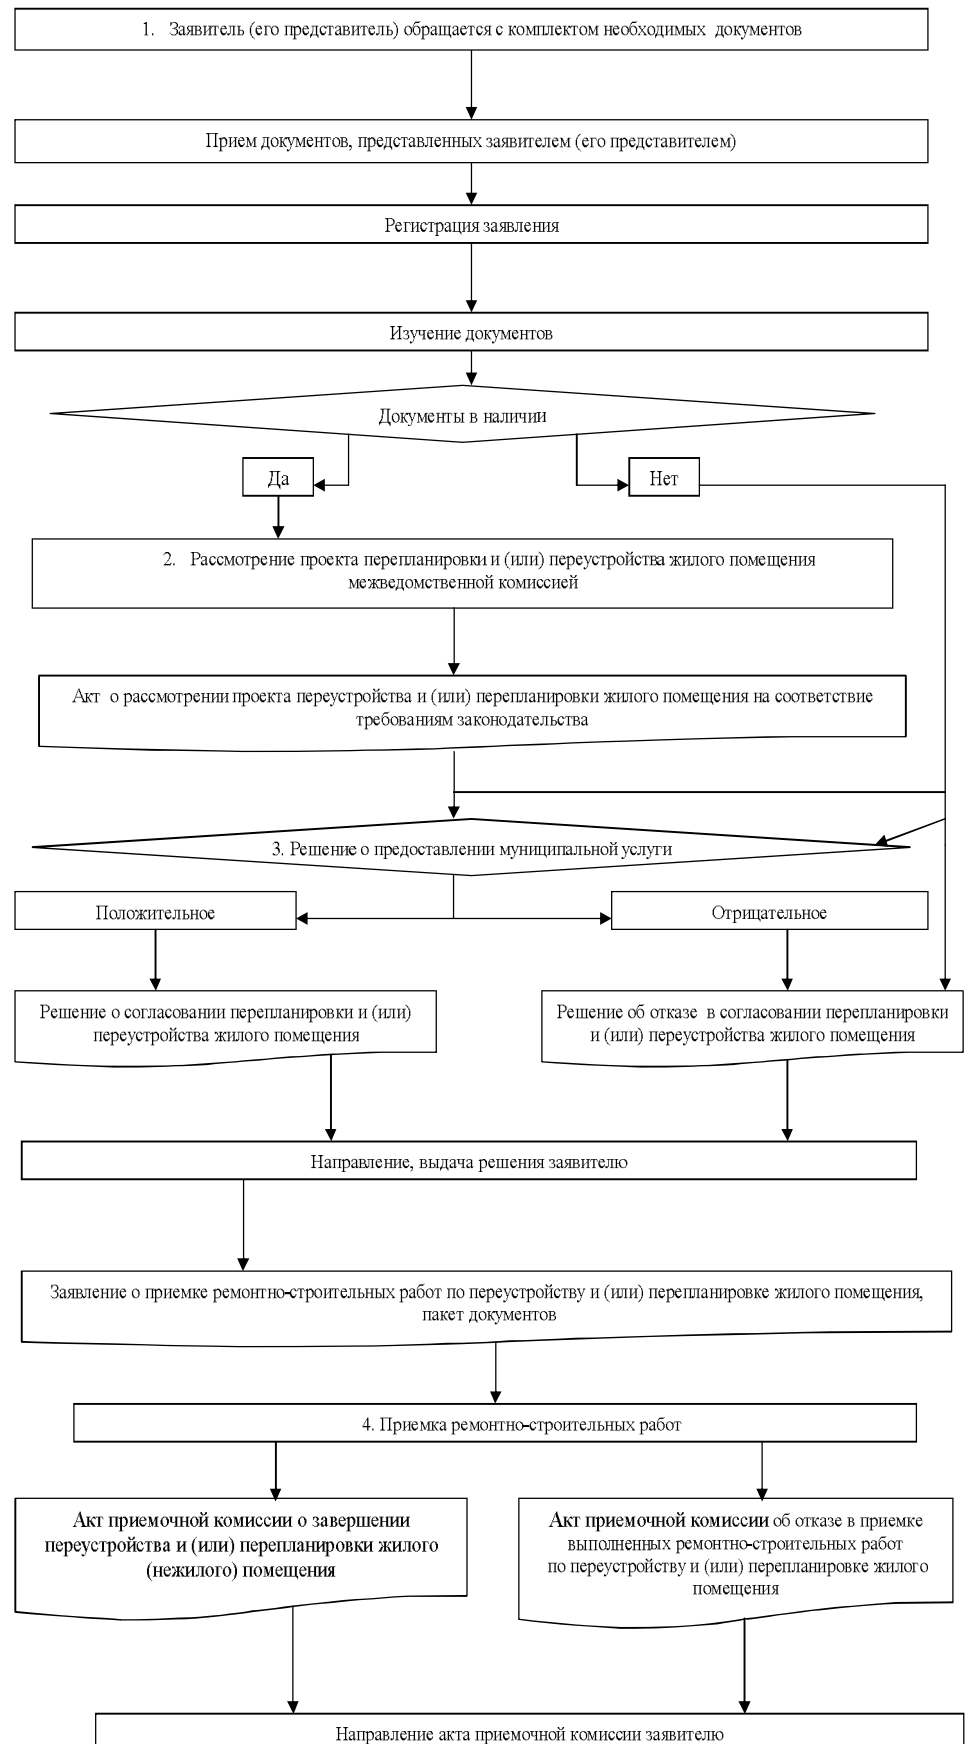 1. Заявитель (его представитель) обращается с комплектом необходимых документов
Прием документов, представленных заявителем (его представителем)
Регистрация заявления
Изучение документов
Документы в наличии
Да
Нет
2. Рассмотрение проекта перепланировки и (или) переустройства жилого помещения
межведомственной комиссией
Акт о рассмотрении проекта переустройства и (или) перепланировки жилого помещения на соответствие
требованиям законодательства
3. Решение о предоставлении муниципальной услуги
Положительное
Отрицательное
Решение о согласовании перепланировки и (или)
переустройства жилого помещения
Решение об отказе в согласовании перепланировки
и (или) переустройства жилого помещения
Направление, выдача решения заявителю
Заявление о приемке ремонтно-строительных работ по переустройству и (или) перепланировке жилого помещения,
пакет документов
4. Приемка ремонтно-строительных работ
Акт приемочной комиссии о завершении
переустройства и (или) перепланировки жилого
(нежилого) помещения
Акт приемочной комиссии об отказе в приемке
выполненных ремонтно-строительных работ
по переустройству и (или) перепланировке жилого
помещения
Направление акта приемочной комиссии заявителю